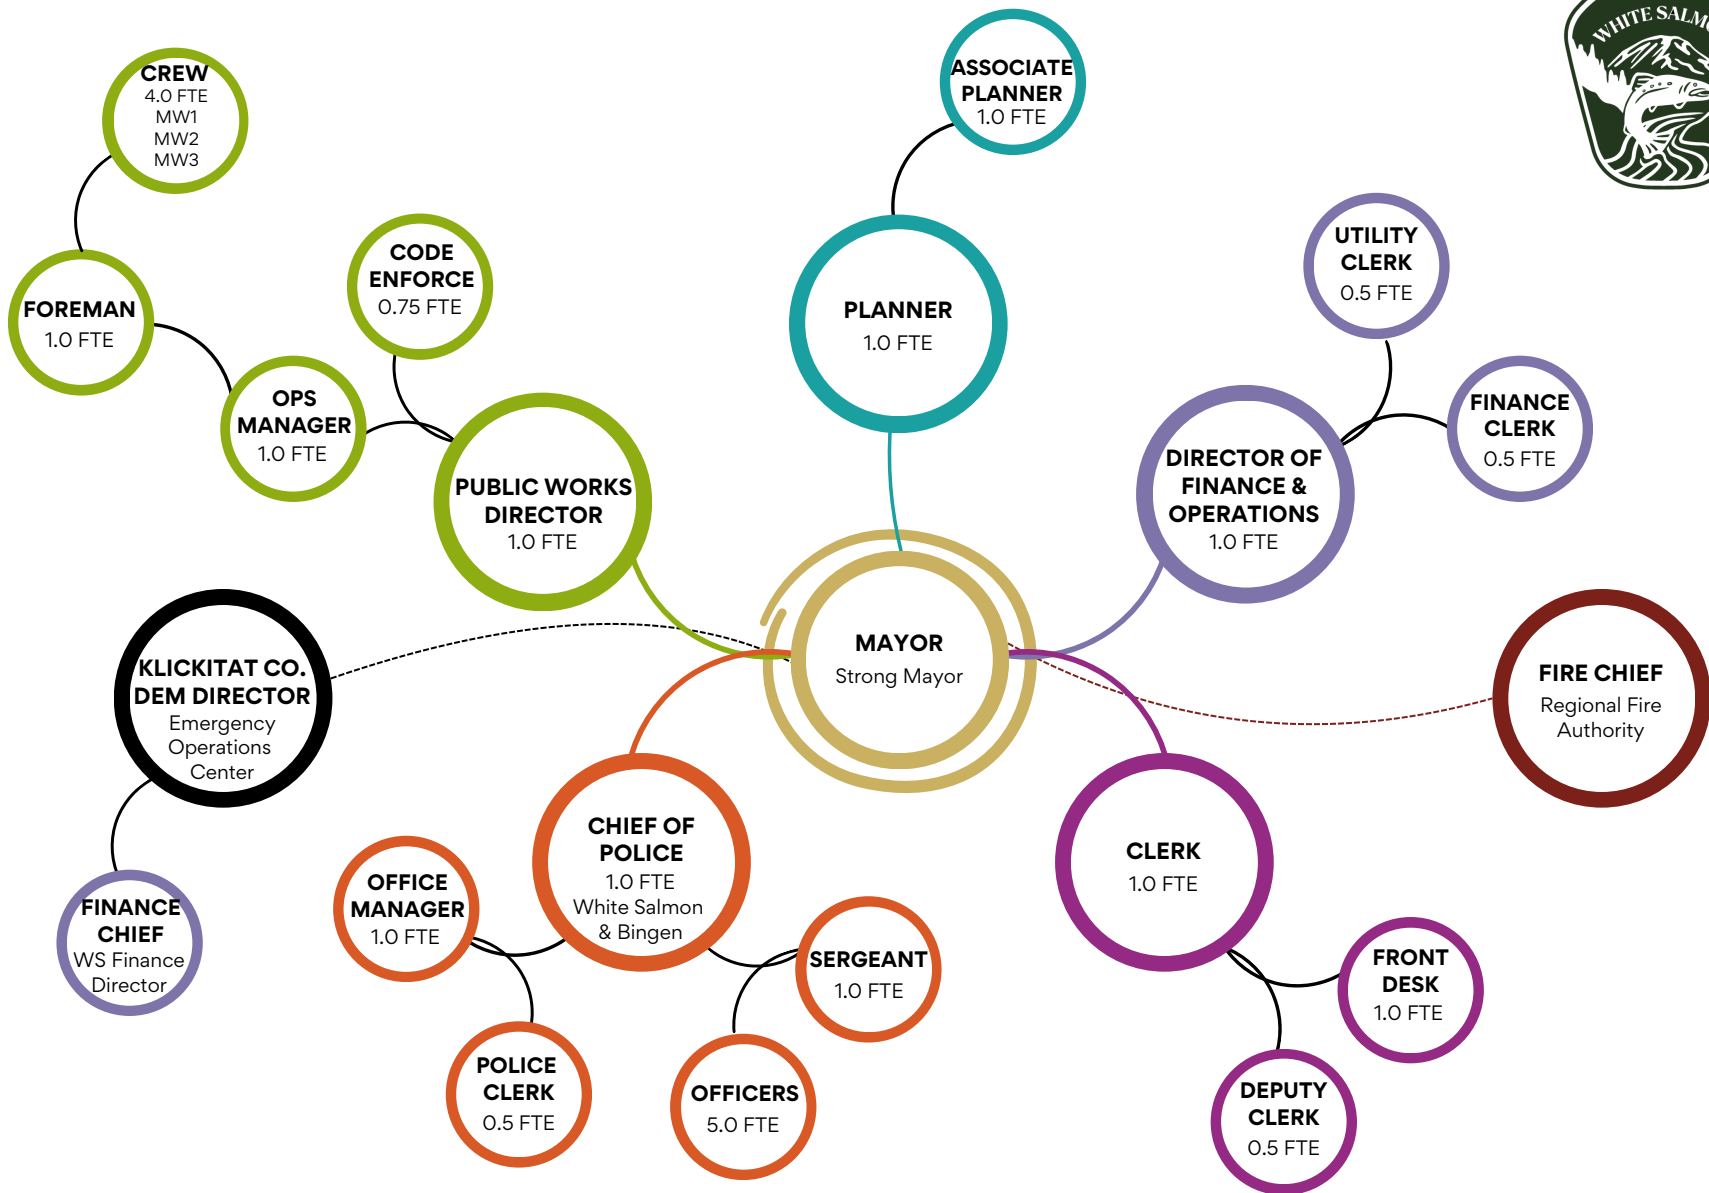 WHITE SALMO
CREW
4.0 FTE
MW1
MW2
MW3
ASSOCIATE
PLANNER
1.0 FTE
CODE
ENFORCE
0.75 FTE
UTILITY
CLERK
0.5 FTE
FOREMAN
1.0 FTE
PLANNER
1.0 FTE
OPS
MANAGER
1.0 FTE
FINANCE
CLERK
0.5 FTE
PUBLIC WORKS
DIRECTOR
1.0 FTE
DIRECTOR OF
FINANCE &
OPERATIONS
1.0 FTE
MAYOR
Strong Mayor
KLICKITAT CO.
DEM DIRECTOR
Emergency
Operations
Center
FIRE CHIEF
Regional Fire
Authority
CHIEF OF
POLICE
1.0 FTE
White Salmon
& Bingen
CLERK
1.0 FTE
OFFICE
MANAGER
1.0 FTE
FINANCE
CHIEF
WS Finance
Director
SERGEANT
1.0 FTE
FRONT
DESK
1.0 FTE
POLICE
CLERK
0.5 FTE
OFFICERS
5.0 FTE
DEPUTY
CLERK
0.5 FTE